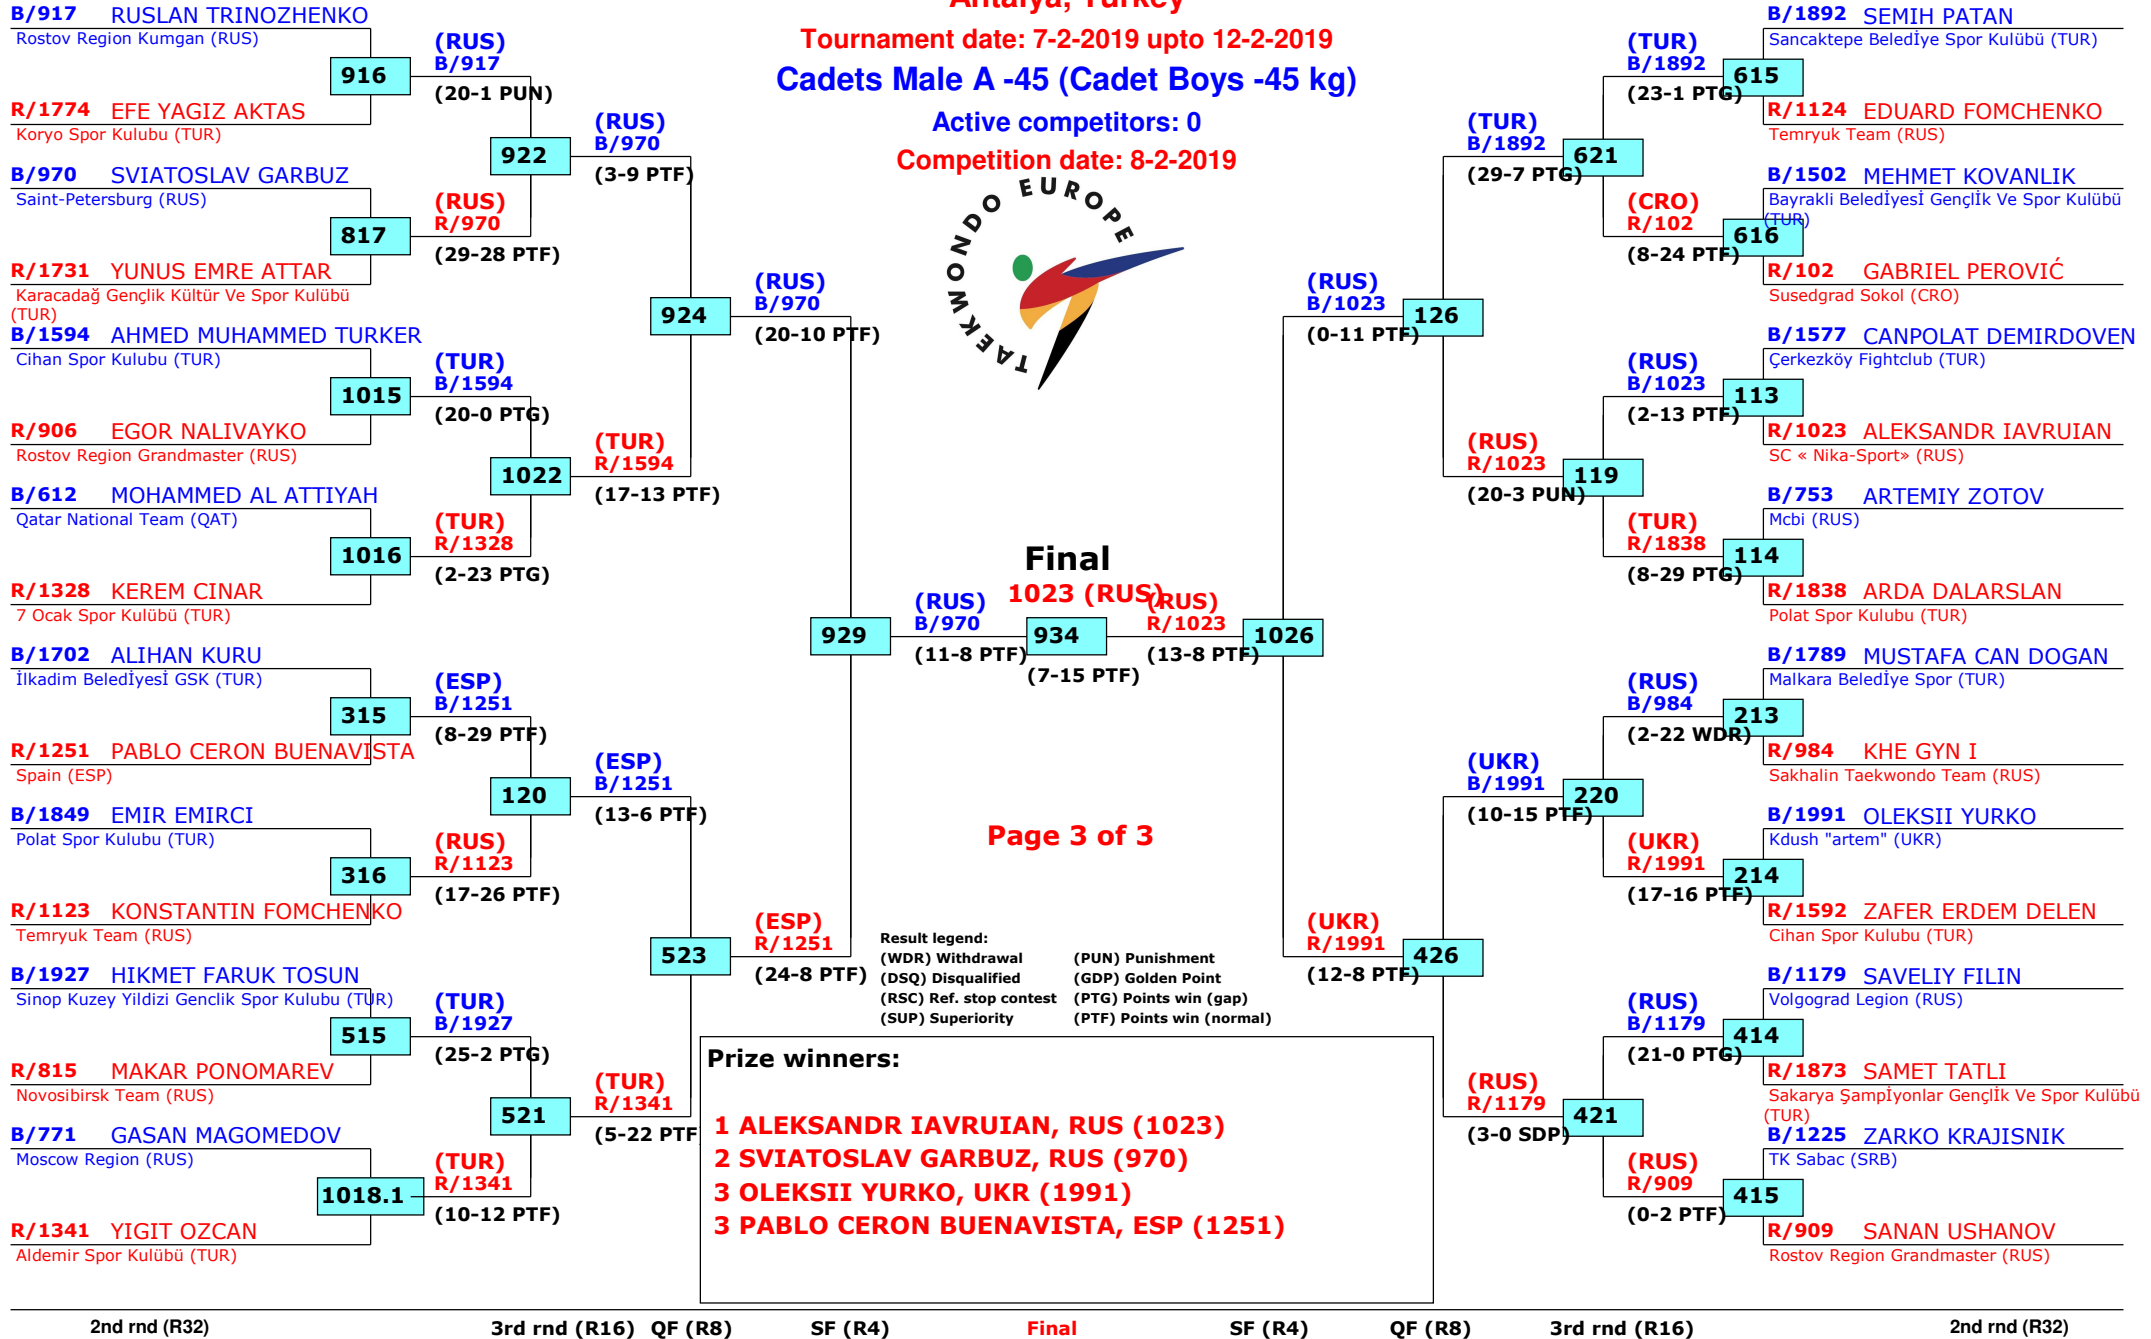 Antalya, Turkey
Tournament date: 7-2-2019 upto 12-2-2019
Cadets Male A -45 (Cadet Boys -45 kg)
Active competitors: 0
Competition date: 8-2-2019
TAEKWONDO EUROPE
B/917 RUSLAN TRINOZHENKO
Rostov Region Kumgan (RUS)
916
(RUS)
B/917
(20-1 PUN)
R/1774 EFE YAGIZ AKTAS
Koryo Spor Kulubu (TUR)
922
(RUS)
B/970
(3-9 PTF)
B/970 SVIATOSLAV GARBUZ
Saint-Petersburg (RUS)
817
(RUS)
R/970
(29-28 PTF)
R/1731 YUNUS EMRE ATTAR
Karacadağ Gençlik Kültür Ve Spor Kulübü
(TUR)
924
(RUS)
B/970
(20-10 PTF)
B/1594 AHMED MUHAMMED TURKER
Cihan Spor Kulubu (TUR)
1015
(TUR)
B/1594
(20-0 PTG)
R/906 EGOR NALIVAYKO
Rostov Region Grandmaster (RUS)
1022
(TUR)
R/1594
(17-13 PTF)
B/612 MOHAMMED AL ATTIYAH
Qatar National Team (QAT)
1016
(TUR)
R/1328
(2-23 PTG)
R/1328 KEREM CINAR
7 Ocak Spor Kulübü (TUR)
929
(RUS)
B/970
(11-8 PTF)
B/1702 ALIHAN KURU
İlkadim Beledİyesİ GSK (TUR)
315
(ESP)
B/1251
(8-29 PTF)
R/1251 PABLO CERON BUENAVISTA
Spain (ESP)
120
(ESP)
B/1251
(13-6 PTF)
B/1849 EMIR EMIRCI
Polat Spor Kulubu (TUR)
316
(RUS)
R/1123
(17-26 PTF)
R/1123 KONSTANTIN FOMCHENKO
Temryuk Team (RUS)
523
(ESP)
R/1251
(24-8 PTF)
B/1927 HIKMET FARUK TOSUN
Sinop Kuzey Yildizi Genclik Spor Kulubu (TUR)
515
(TUR)
B/1927
(25-2 PTG)
R/815 MAKAR PONOMAREV
Novosibirsk Team (RUS)
521
(TUR)
R/1341
(5-22 PTF)
B/771 GASAN MAGOMEDOV
Moscow Region (RUS)
1018.1
(TUR)
R/1341
(10-12 PTF)
R/1341 YIGIT OZCAN
Aldemir Spor Kulübü (TUR)
Final
1023 (RUS)
934
(7-15 PTF)
(RUS)
R/1023
(13-8 PTF)
1026
Page 3 of 3
B/1892 SEMIH PATAN
Sancaktepe Beledİye Spor Kulübü (TUR)
(TUR)
B/1892
(23-1 PTG)
615
R/1124 EDUARD FOMCHENKO
Temryuk Team (RUS)
(TUR)
B/1892
(29-7 PTG)
621
B/1502 MEHMET KOVANLIK
Bayrakli Beledİyesİ Gençlİk Ve Spor Kulübü
(TUR)
(CRO)
R/102
(8-24 PTF)
616
R/102 GABRIEL PEROVIĆ
Susedgrad Sokol (CRO)
(RUS)
B/1023
(0-11 PTF)
126
B/1577 CANPOLAT DEMIRDOVEN
Çerkezköy Fightclub (TUR)
(RUS)
B/1023
(2-13 PTF)
113
R/1023 ALEKSANDR IAVRUIAN
SC « Nika-Sport» (RUS)
(RUS)
R/1023
(20-3 PUN)
119
B/753 ARTEMIY ZOTOV
Mcbi (RUS)
(TUR)
R/1838
(8-29 PTG)
114
R/1838 ARDA DALARSLAN
Polat Spor Kulubu (TUR)
B/1789 MUSTAFA CAN DOGAN
Malkara Beledİye Spor (TUR)
(RUS)
B/984
(2-22 WDR)
213
R/984 KHE GYN I
Sakhalin Taekwondo Team (RUS)
(UKR)
B/1991
(10-15 PTF)
220
B/1991 OLEKSII YURKO
Kdush "artem" (UKR)
(UKR)
R/1991
(17-16 PTF)
214
R/1592 ZAFER ERDEM DELEN
Cihan Spor Kulubu (TUR)
(UKR)
R/1991
(12-8 PTF)
426
B/1179 SAVELIY FILIN
Volgograd Legion (RUS)
(RUS)
B/1179
(21-0 PTG)
414
R/1873 SAMET TATLI
Sakarya Şampİyonlar Gençlİk Ve Spor Kulübü
(TUR)
(RUS)
R/1179
(3-0 SDP)
421
B/1225 ZARKO KRAJISNIK
TK Sabac (SRB)
(RUS)
R/909
(0-2 PTF)
415
R/909 SANAN USHANOV
Rostov Region Grandmaster (RUS)
Result legend:
(WDR) Withdrawal (PUN) Punishment
(DSQ) Disqualified (GDP) Golden Point
(RSC) Ref. stop contest (PTG) Points win (gap)
(SUP) Superiority (PTF) Points win (normal)
Prize winners:
1 ALEKSANDR IAVRUIAN, RUS (1023)
2 SVIATOSLAV GARBUZ, RUS (970)
3 OLEKSII YURKO, UKR (1991)
3 PABLO CERON BUENAVISTA, ESP (1251)
2nd rnd (R32) 3rd rnd (R16) QF (R8) SF (R4) Final SF (R4) QF (R8) 3rd rnd (R16) 2nd rnd (R32)